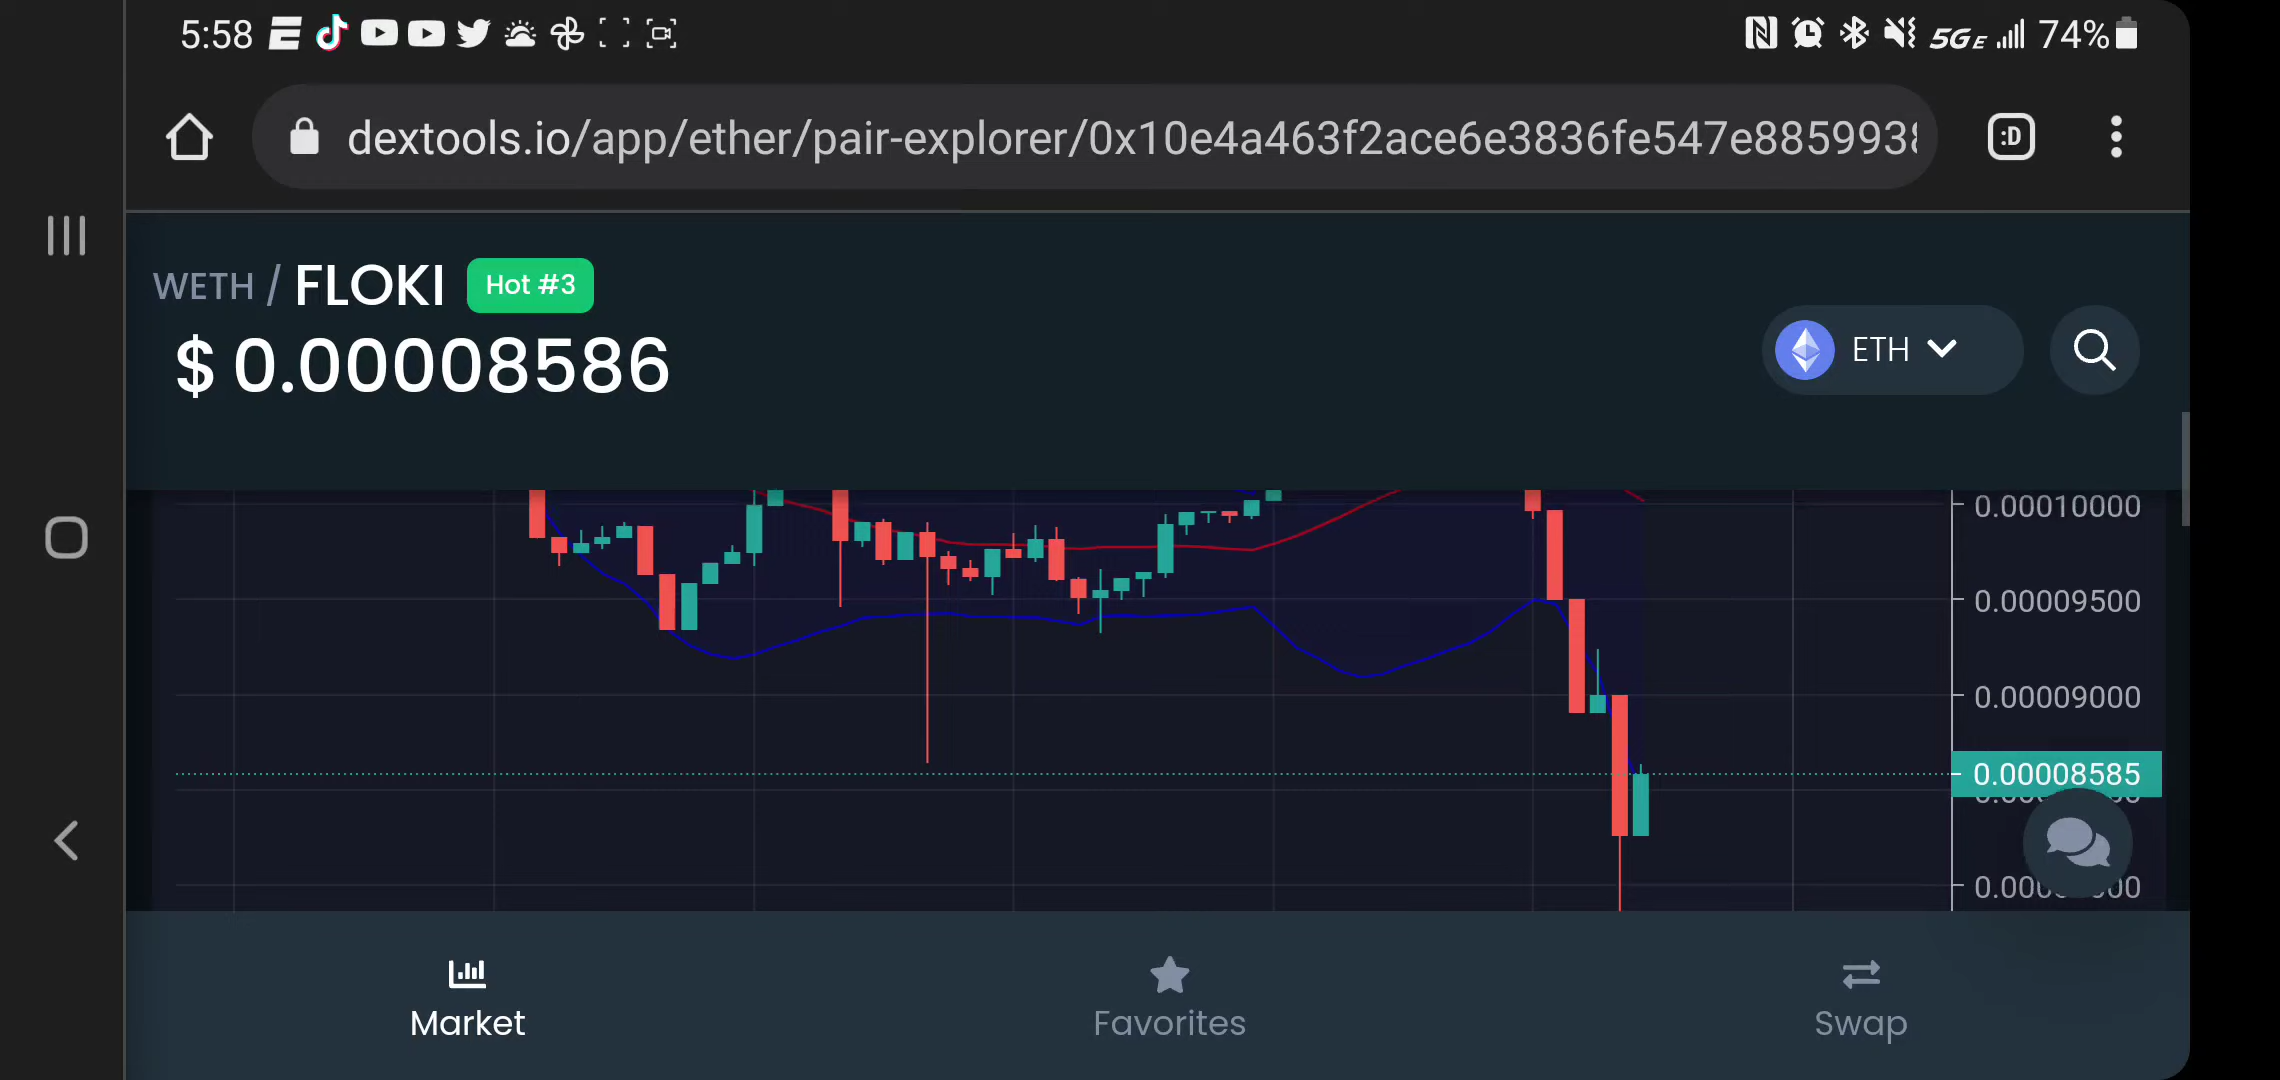 5:58
5GE 74%
dextools.io/app/ether/pair-explorer/0x10e4a463f2ace6e3836fe547e885993
:D
WETH / FLOKI Hot #3
$ 0.00008586
ETH
0.00010000
0.00009500
0.00009000
0.00008585
Market
Favorites
Swap